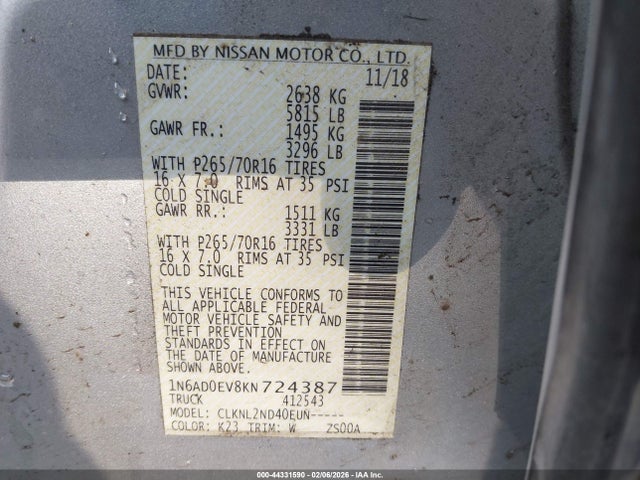 MFD BY NISSAN MOTOR CO., LTD.
DATE: 11/18
GVWR: 2638 KG
5815 LB
GAWR FR.: 1495 KG
3296 LB
WITH P265/70R16 TIRES
16 X 7.0 RIMS AT 35 PSI
COLD SINGLE
GAWR RR.: 1511 KG
3331 LB
WITH P265/70R16 TIRES
16 X 7.0 RIMS AT 35 PSI
COLD SINGLE
THIS VEHICLE CONFORMS TO
ALL APPLICABLE FEDERAL
MOTOR VEHICLE SAFETY AND
THEFT PREVENTION
STANDARDS IN EFFECT ON
THE DATE OF MANUFACTURE
SHOWN ABOVE.
1N6AD0EV8KN724387
TRUCK 412543
MODEL: CLKNL2ND40EUN-----
COLOR: K23 TRIM: W ZS00A
000-44331590 - 02/06/2026 - IAA Inc.